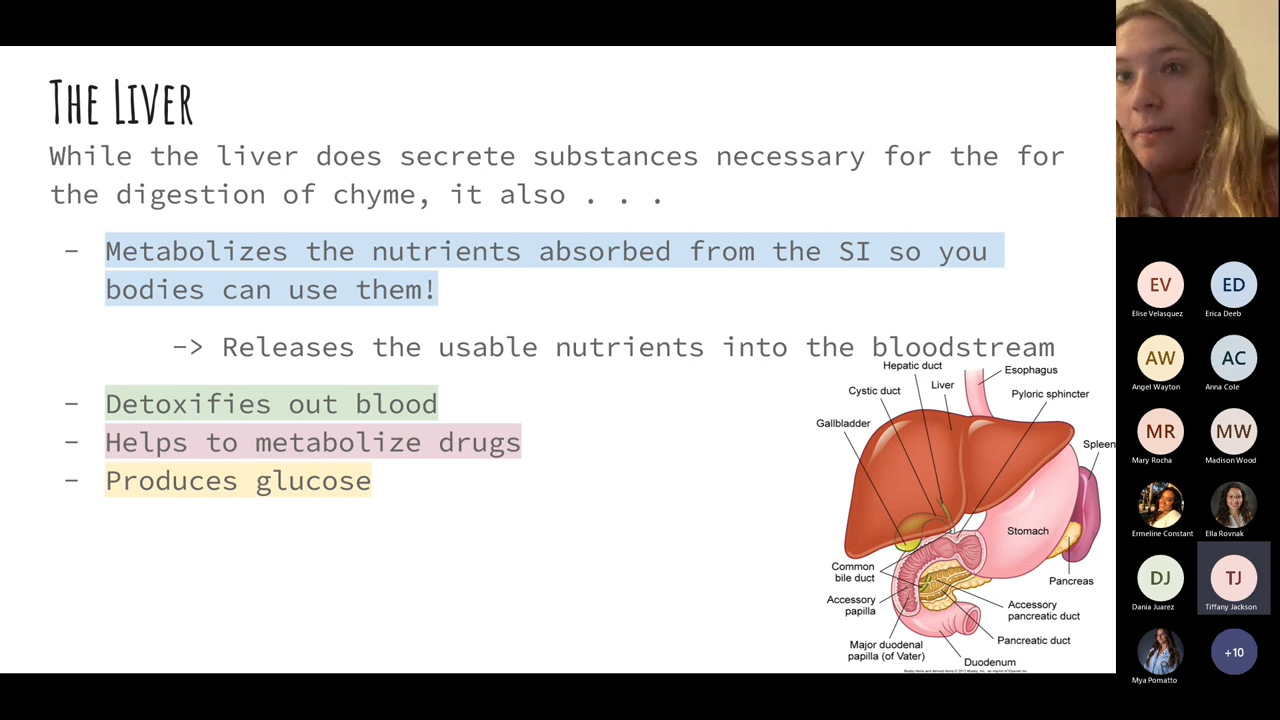 THE LIVER
While the liver does secrete substances necessary for the for
the digestion of chyme, it also . . .
- Metabolizes the nutrients absorbed from the SI so you
bodies can use them!
-> Releases the usable nutrients into the bloodstream
- Detoxifies out blood
- Helps to metabolize drugs
- Produces glucose
Hepatic duct
Esophagus
Cystic duct
Liver
Pyloric sphincter
Gallbladder
Spleen
Stomach
Common
bile duct
Pancreas
Accessory
papilla
Accessory
pancreatic duct
Pancreatic duct
Major duodenal
papilla (of Vater)
Duodenum
EV
ED
Elise Velasquez
Erica Deeb
AW
AC
Angel Wayton
Anna Cole
MR
MW
Mary Rocha
Madison Wood
Ermeline Constant
Ella Rovnak
DJ
TJ
Dania Juarez
Tiffany Jackson
+10
Mya Pomatto